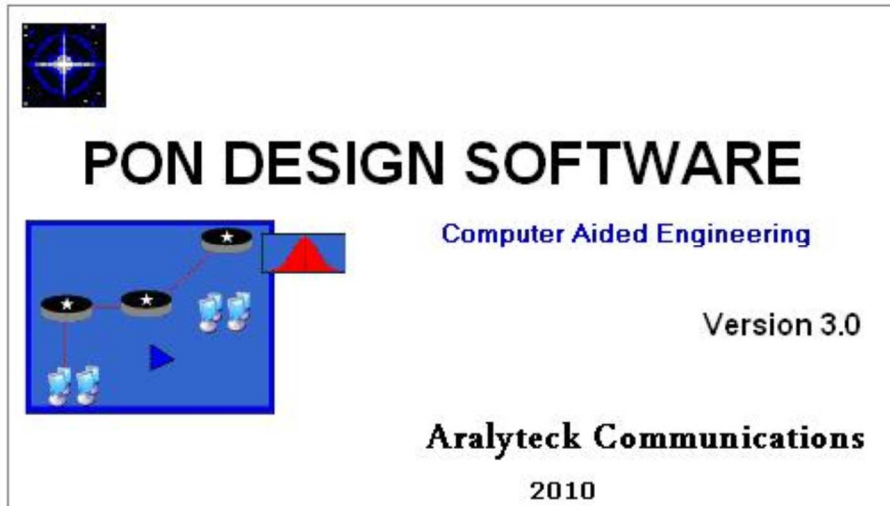 PON DESIGN SOFTWARE
Computer Aided Engineering
Version 3.0
Aralyteck Communications
2010